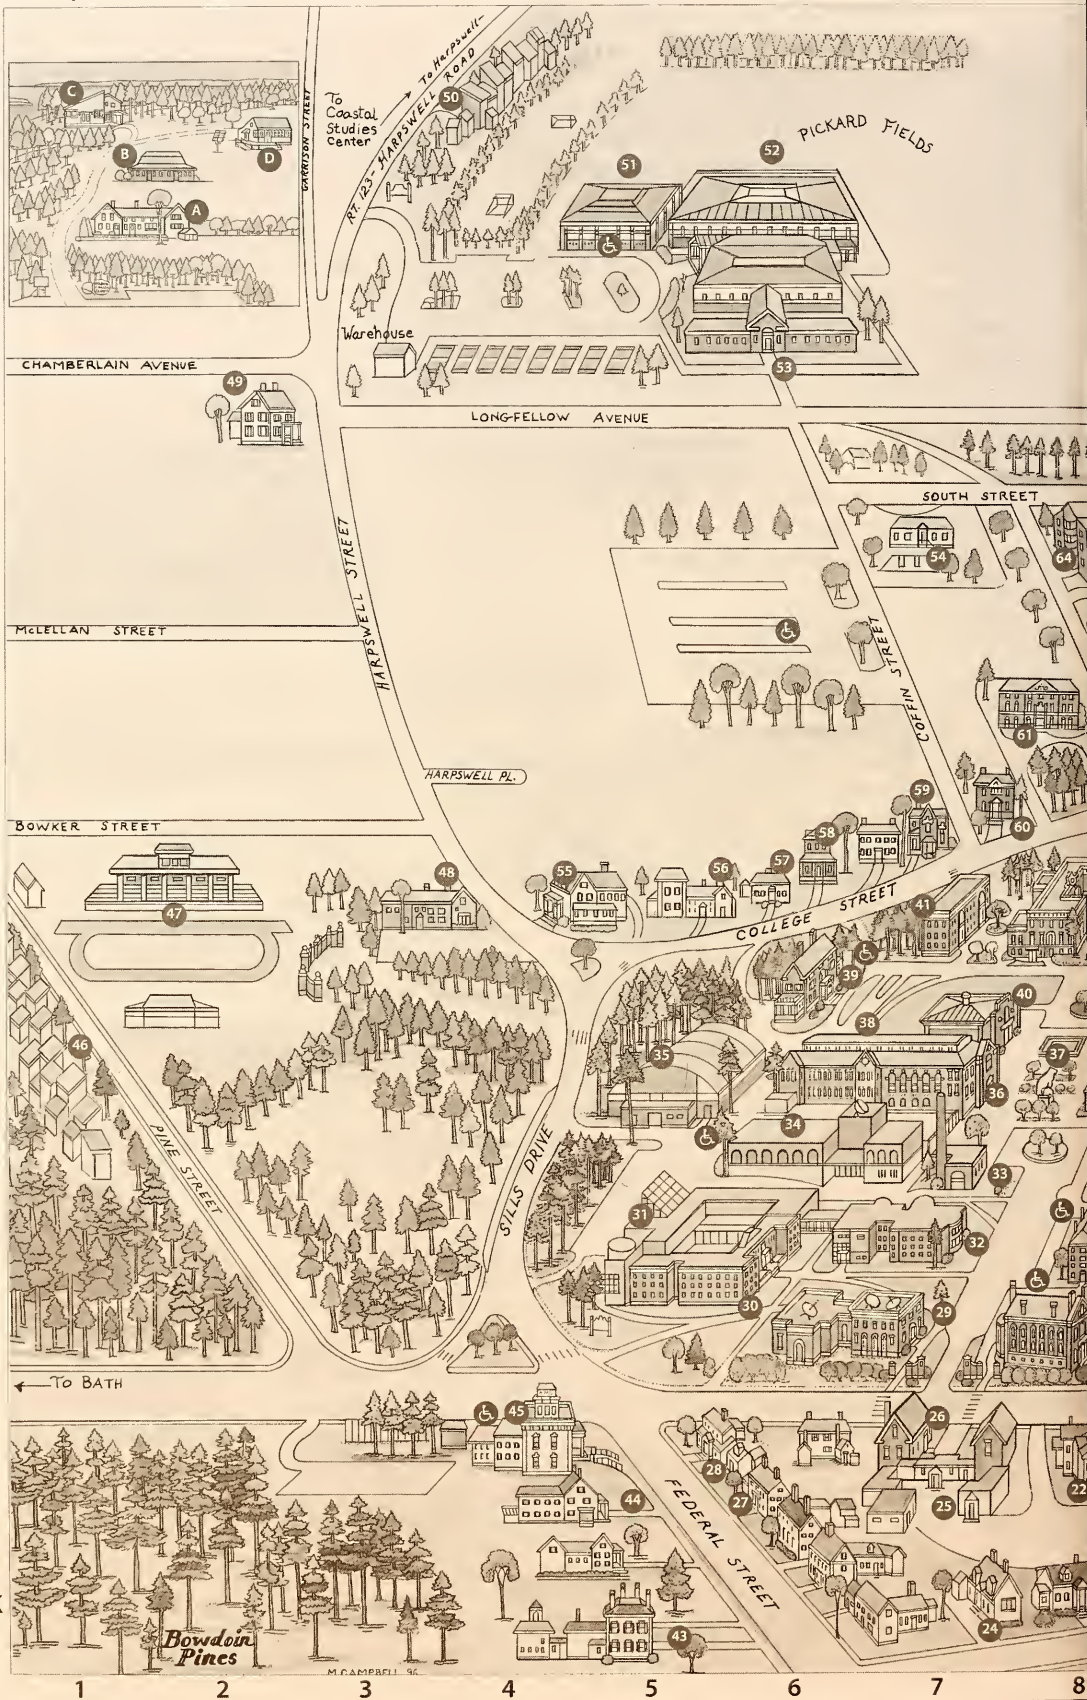 C
B
D
A
GARRISON STREET
To
Coastal
Studies
Center
To Harpswell
RT. 123 - HARPSWELL ROAD
50
51
52
PICKARD FIELDS
Warehouse
53
CHAMBERLAIN AVENUE
49
LONGFELLOW AVENUE
SOUTH STREET
54
64
HARPSWELL STREET
COFFIN STREET
McLELLAN STREET
61
HARPSWELL PL.
59
60
BOWKER STREET
58
57
56
55
48
47
COLLEGE STREET
41
39
40
38
46
35
37
36
34
PINE STREET
SILLS DRIVE
33
31
32
30
29
← TO BATH
45
26
28
27
25
22
44
FEDERAL STREET
24
43
Bowdoin
Pines
M. CAMPBELL 96
1 2 3 4 5 6 7 8